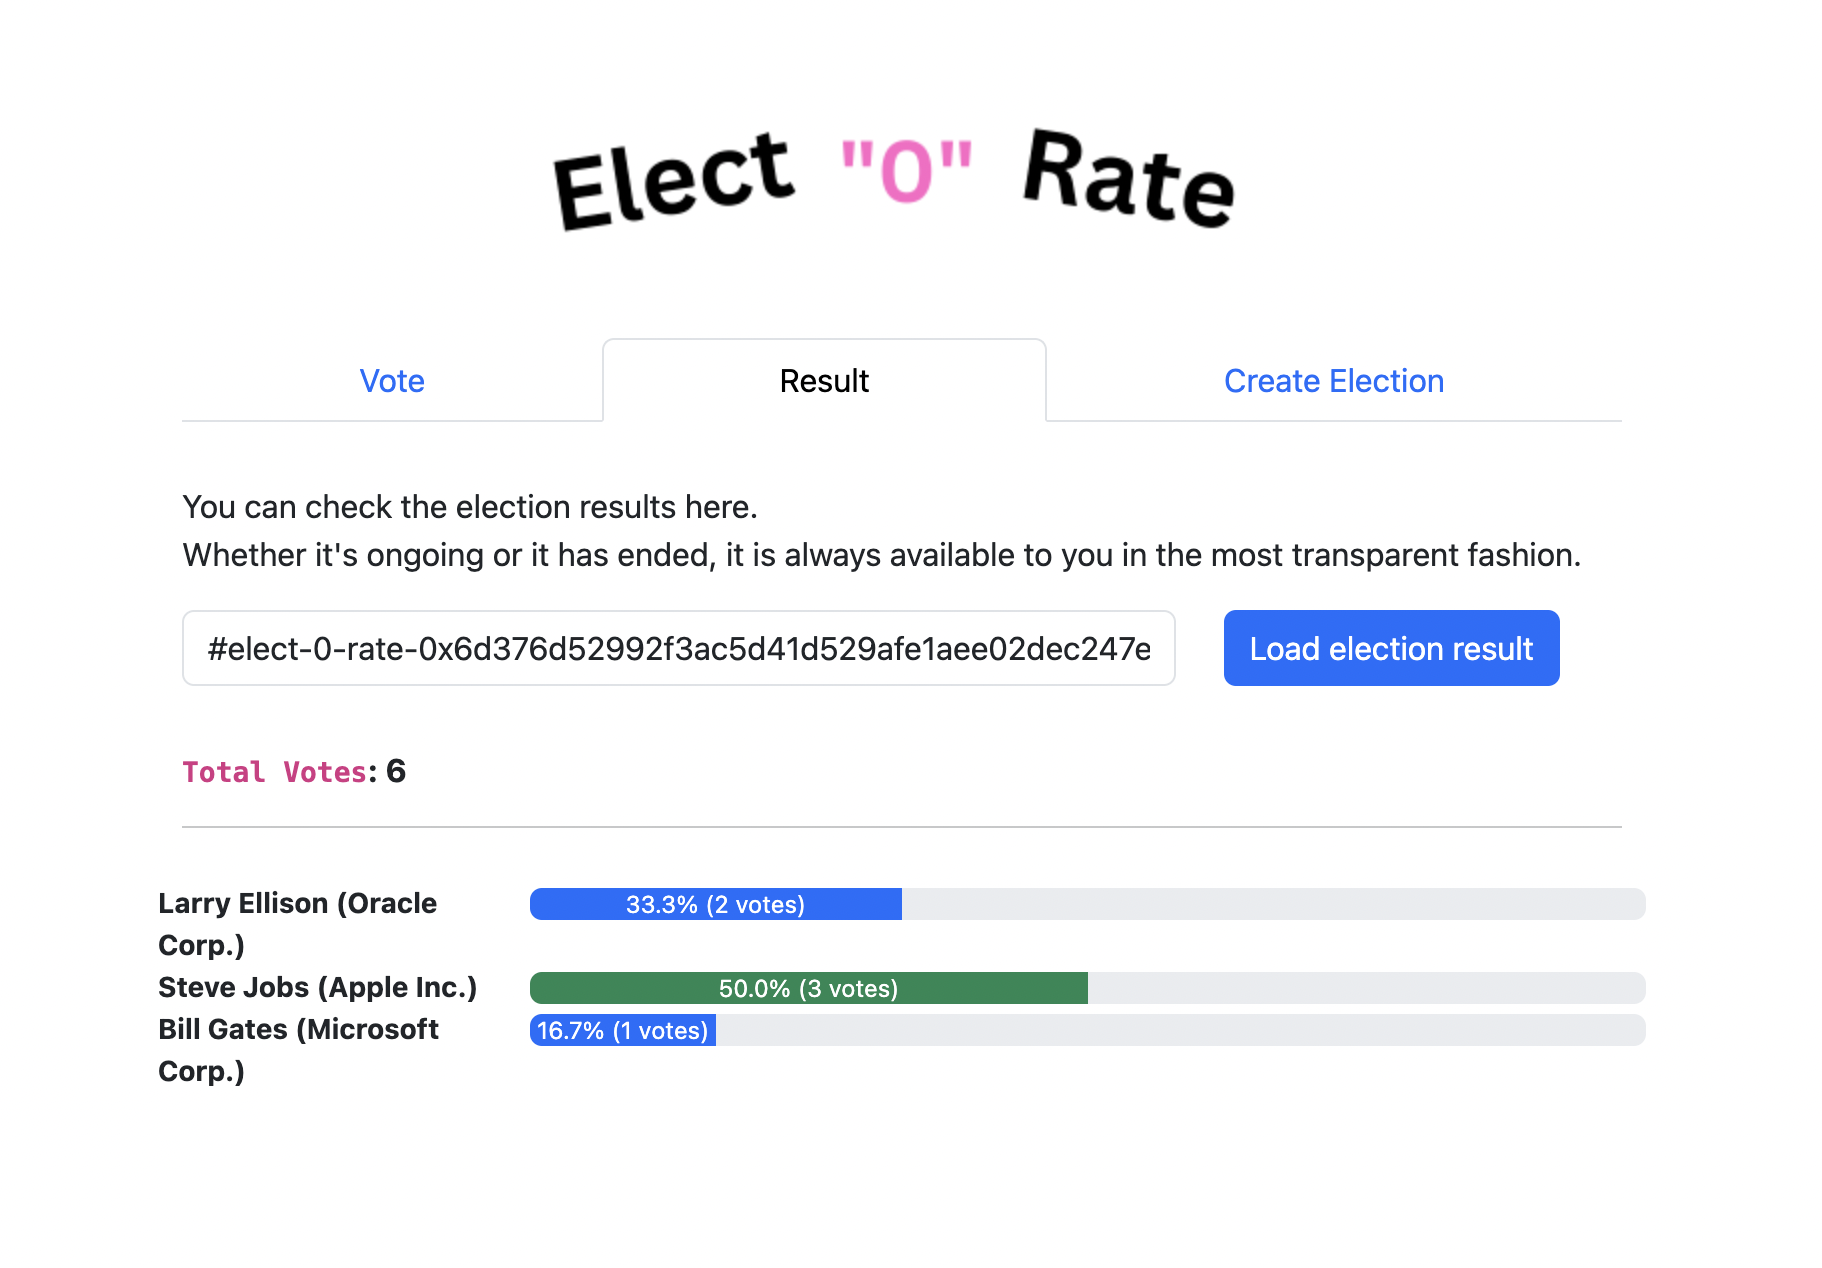 Elect "0" Rate
Vote
Result
Create Election
You can check the election results here.
Whether it's ongoing or it has ended, it is always available to you in the most transparent fashion.
#elect-0-rate-0x6d376d52992f3ac5d41d529afe1aee02dec247e
Load election result
Total Votes: 6
Larry Ellison (Oracle
Corp.)
33.3% (2 votes)
Steve Jobs (Apple Inc.)
50.0% (3 votes)
Bill Gates (Microsoft
Corp.)
16.7% (1 votes)